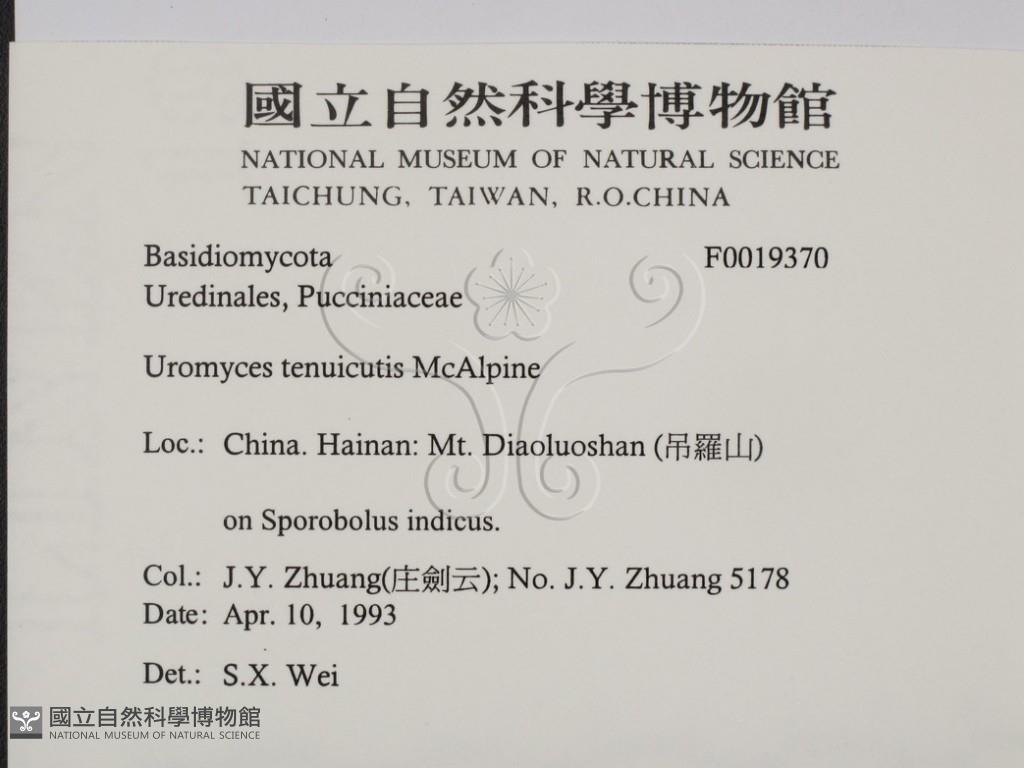 國立自然科學博物館
NATIONAL MUSEUM OF NATURAL SCIENCE
TAICHUNG, TAIWAN, R.O.CHINA
Basidiomycota F0019370
Uredinales, Pucciniaceae
Uromyces tenuicutis McAlpine
Loc.: China. Hainan: Mt. Diaoluoshan (吊羅山)
on Sporobolus indicus.
Col.: J.Y. Zhuang(庄劍云); No. J.Y. Zhuang 5178
Date: Apr. 10, 1993
Det.: S.X. Wei
國立自然科學博物館
NATIONAL MUSEUM OF NATURAL SCIENCE